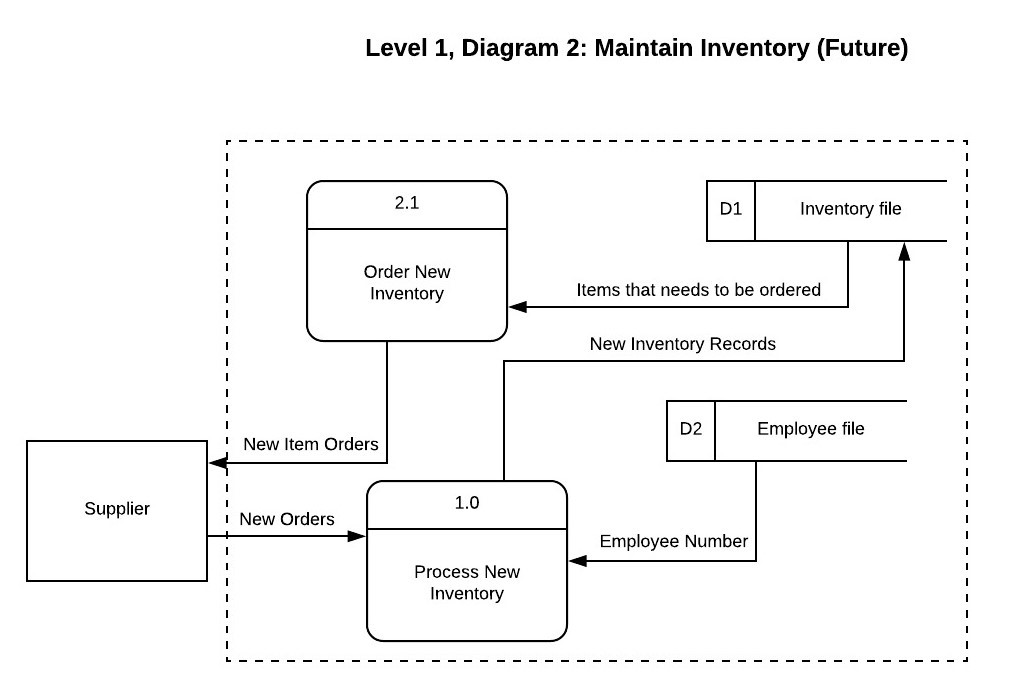 Level 1, Diagram 2: Maintain Inventory (Future)
2.1
Order New
Inventory
D1
Inventory file
Items that needs to be ordered
New Inventory Records
D2
Employee file
New Item Orders
Supplier
New Orders
1.0
Process New
Inventory
Employee Number